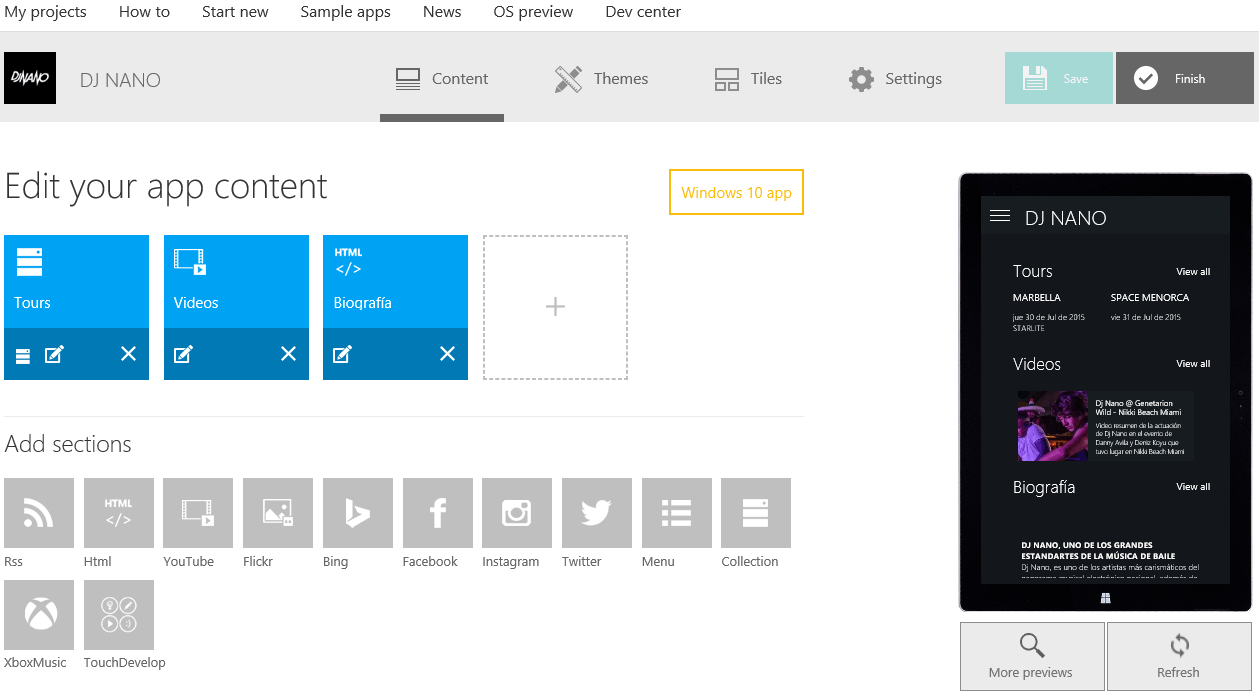 My projects How to Start new Sample apps News OS preview Dev center
DJNANO DJ NANO Content Themes Tiles Settings Save Finish
Edit your app content
Windows 10 app
HTML
</>
Tours Videos Biografía
+
Add sections
HTML
</>
Rss Html YouTube Flickr Bing Facebook Instagram Twitter Menu Collection
XboxMusic TouchDevelop
DJ NANO
Tours View all
MARBELLA SPACE MENORCA
jue 30 de Jul de 2015 vie 31 de Jul de 2015
STARLITE
Videos View all
Dj Nano @ Genetarion
Wild - Nikki Beach Miami
Video resumen de la actuación
de Dj Nano en el evento de
Danny Avila y Deniz Koyu que
tuvo lugar en Nikki Beach Miami
Biografía View all
DJ NANO, UNO DE LOS GRANDES
ESTANDARTES DE LA MÚSICA DE BAILE
Dj Nano, es uno de los artistas más carismáticos del
panorama musical electrónico nacional, además de
More previews Refresh